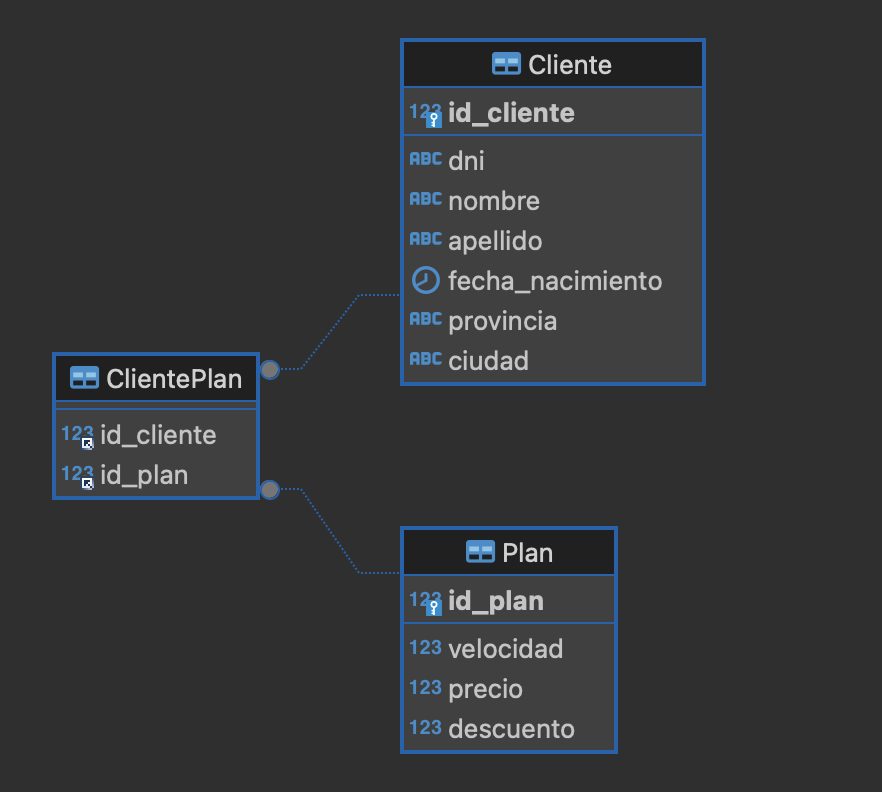 Cliente
123 id_cliente
ABC dni
ABC nombre
ABC apellido
fecha_nacimiento
ABC provincia
ABC ciudad
ClientePlan
123 id_cliente
123 id_plan
Plan
123 id_plan
123 velocidad
123 precio
123 descuento